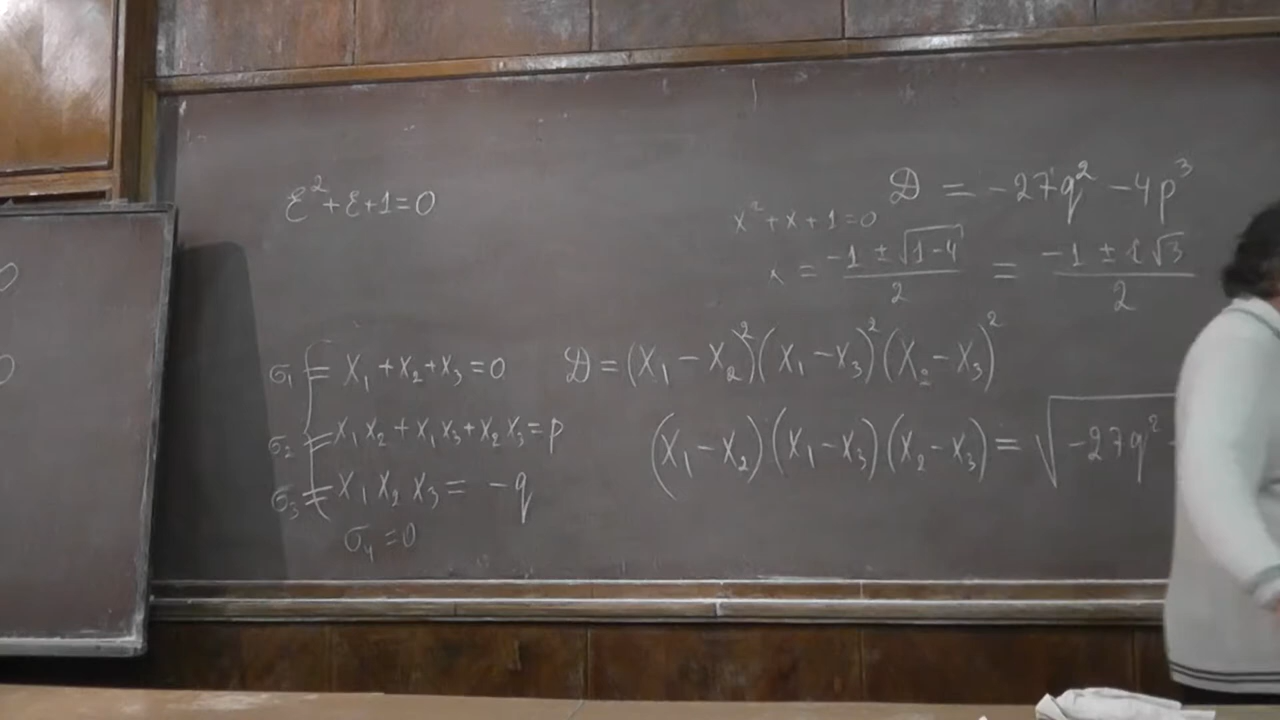 ε² + ε + 1 = 0
D = -27q² - 4p³
x² + x + 1 = 0
x = (-1 ± √(1-4))/2 = (-1 ± i√3)/2
σ₁ = x₁ + x₂ + x₃ = 0
D = (x₁ - x₂)² (x₁ - x₃)² (x₂ - x₃)²
σ₂ = x₁x₂ + x₁x₃ + x₂x₃ = p
(x₁ - x₂)(x₁ - x₃)(x₂ - x₃) = √-27q²
σ₃ = x₁x₂x₃ = -q
σ₄ = 0